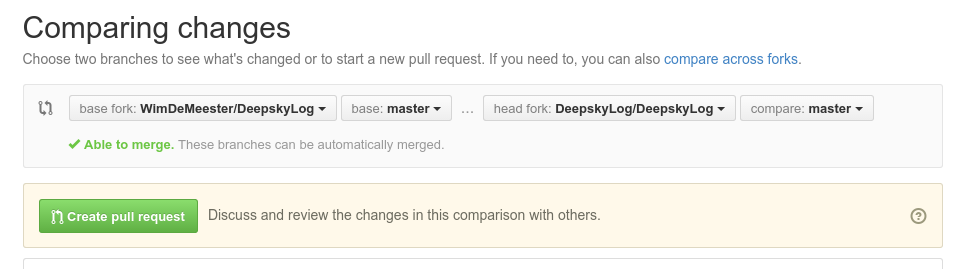 Comparing changes
Choose two branches to see what's changed or to start a new pull request. If you need to, you can also compare across forks.
base fork: WimDeMeester/DeepskyLog base: master ... head fork: DeepskyLog/DeepskyLog compare: master
Able to merge. These branches can be automatically merged.
Create pull request Discuss and review the changes in this comparison with others. ?